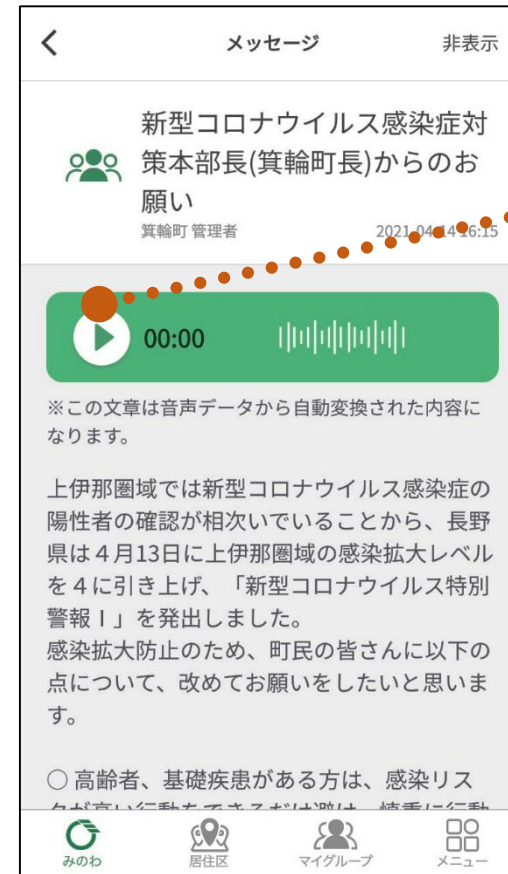 メッセージ
非表示
新型コロナウイルス感染症対
策本部長(箕輪町長)からのお
願い
箕輪町 管理者
2021-04-14 16:15
00:00
※この文章は音声データから自動変換された内容に
なります。
上伊那圏域では新型コロナウイルス感染症の
陽性者の確認が相次いでいることから、長野
県は４月13日に上伊那圏域の感染拡大レベル
を４に引き上げ、「新型コロナウイルス特別
警報Ⅰ」を発出しました。
感染拡大防止のため、町民の皆さんに以下の
点について、改めてお願いをしたいと思いま
す。
○ 高齢者、基礎疾患がある方は、感染リス
みのわ
居住区
マイグループ
メニュー